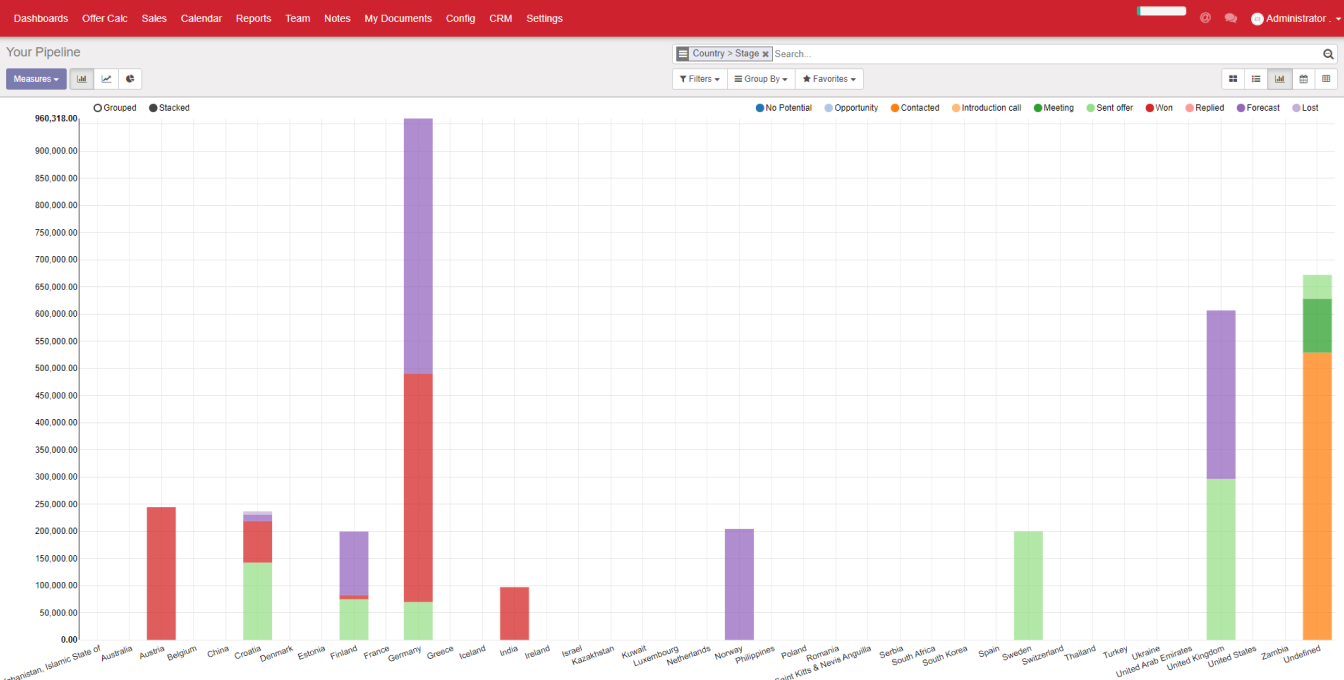 Dashboards Offer Calc Sales Calendar Reports Team Notes My Documents Config CRM Settings Administrator .
Your Pipeline
Country > Stage Search...
Measures Filters Group By Favorites
Grouped Stacked No Potential Opportunity Contacted Introduction call Meeting Sent offer Won Replied Forecast Lost
960,318.00
900,000.00
850,000.00
800,000.00
750,000.00
700,000.00
650,000.00
600,000.00
550,000.00
500,000.00
450,000.00
400,000.00
350,000.00
300,000.00
250,000.00
200,000.00
150,000.00
100,000.00
50,000.00
0.00
hanistan, Islamic State of
Australia
Austria
Belgium
China
Croatia
Denmark
Estonia
Finland
France
Germany
Greece
Iceland
India
Ireland
Israel
Kazakhstan
Kuwait
Luxembourg
Netherlands
Norway
Philippines
Poland
Romania
Saint Kitts & Nevis Anguilla
Serbia
South Africa
South Korea
Spain
Sweden
Switzerland
Thailand
Turkey
Ukraine
United Arab Emirates
United Kingdom
United States
Zambia
Undefined